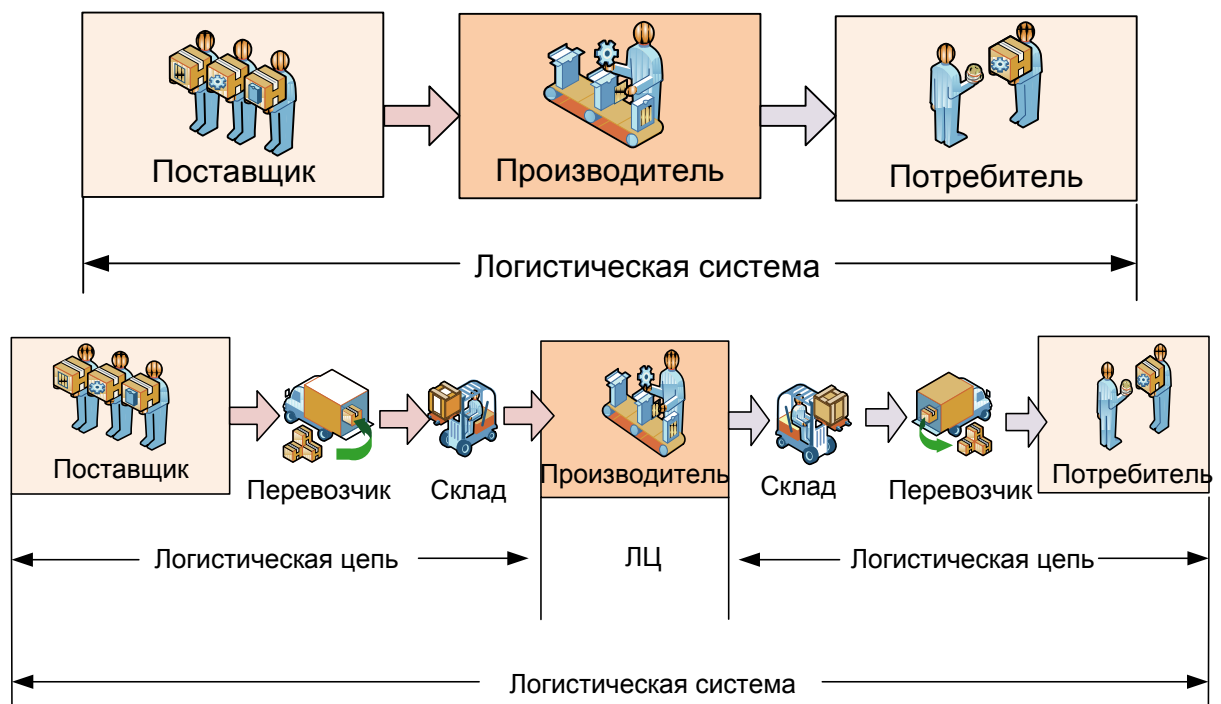 Поставщик
Производитель
Потребитель
Логистическая система
Поставщик
Перевозчик
Склад
Производитель
Склад
Перевозчик
Потребитель
Логистическая цепь
ЛЦ
Логистическая цепь
Логистическая система